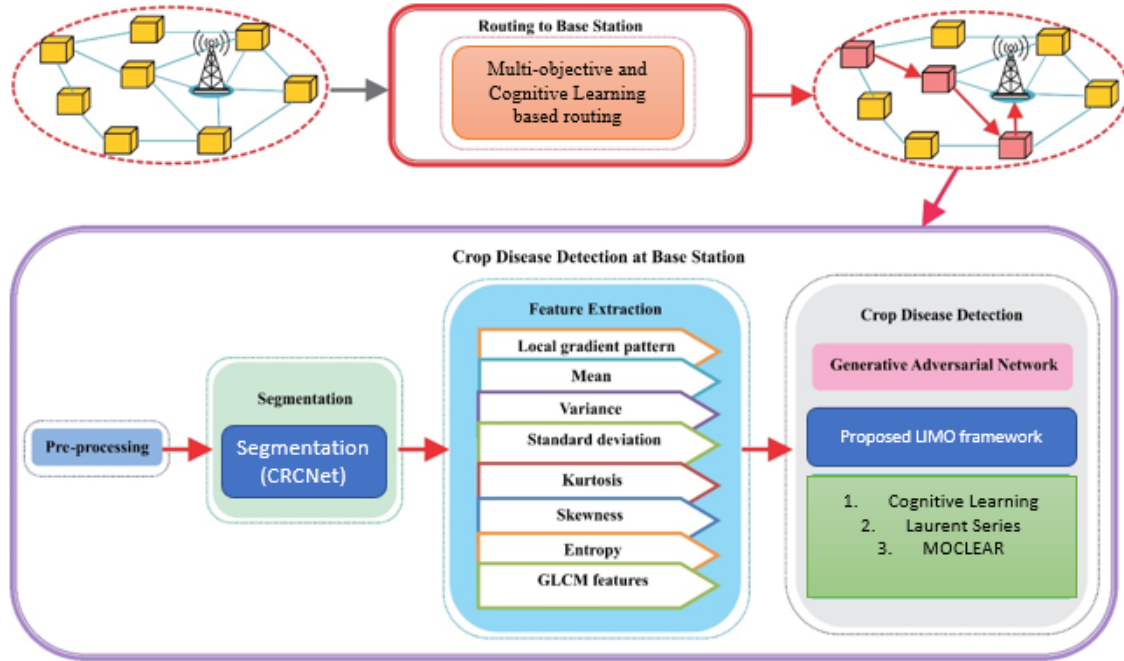 Routing to Base Station
Multi-objective and
Cognitive Learning
based routing
Crop Disease Detection at Base Station
Pre-processing
Segmentation
Segmentation
(CRCNet)
Feature Extraction
Local gradient pattern
Mean
Variance
Standard deviation
Kurtosis
Skewness
Entropy
GLCM features
Crop Disease Detection
Generative Adversarial Network
Proposed LIMO framework
1. Cognitive Learning
2. Laurent Series
3. MOCLEAR